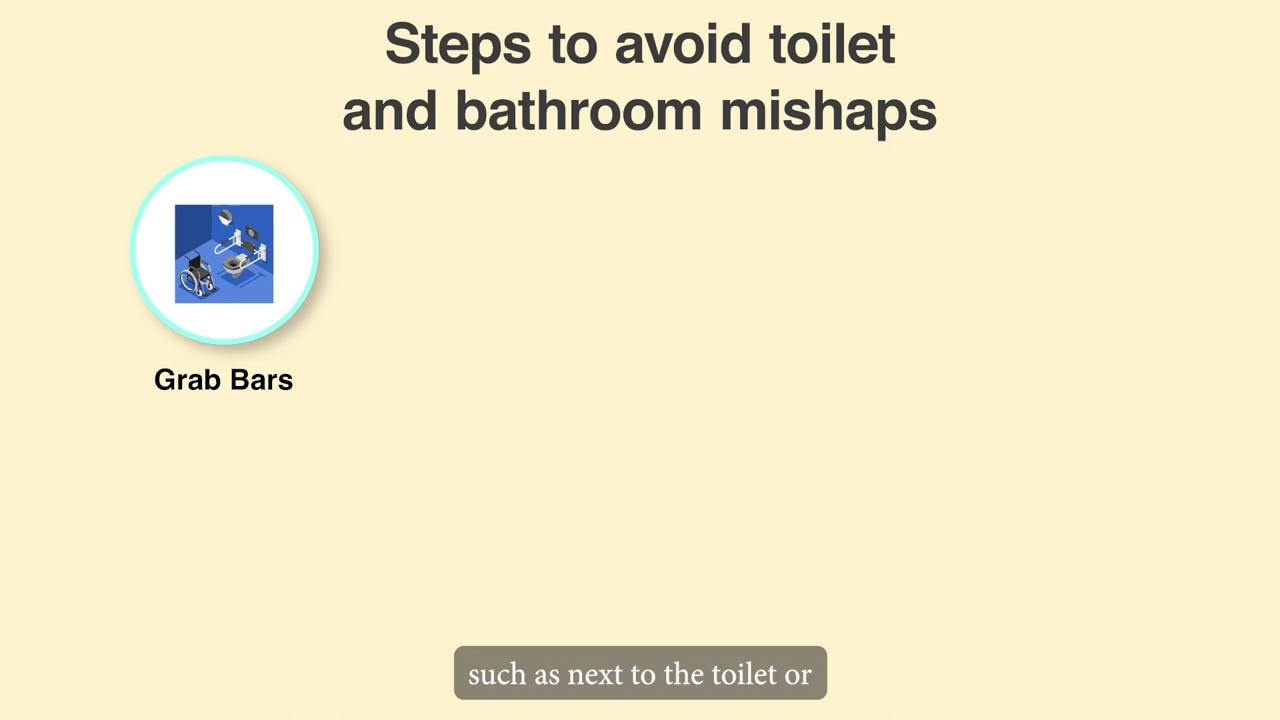 Steps to avoid toilet
and bathroom mishaps
Grab Bars
such as next to the toilet or